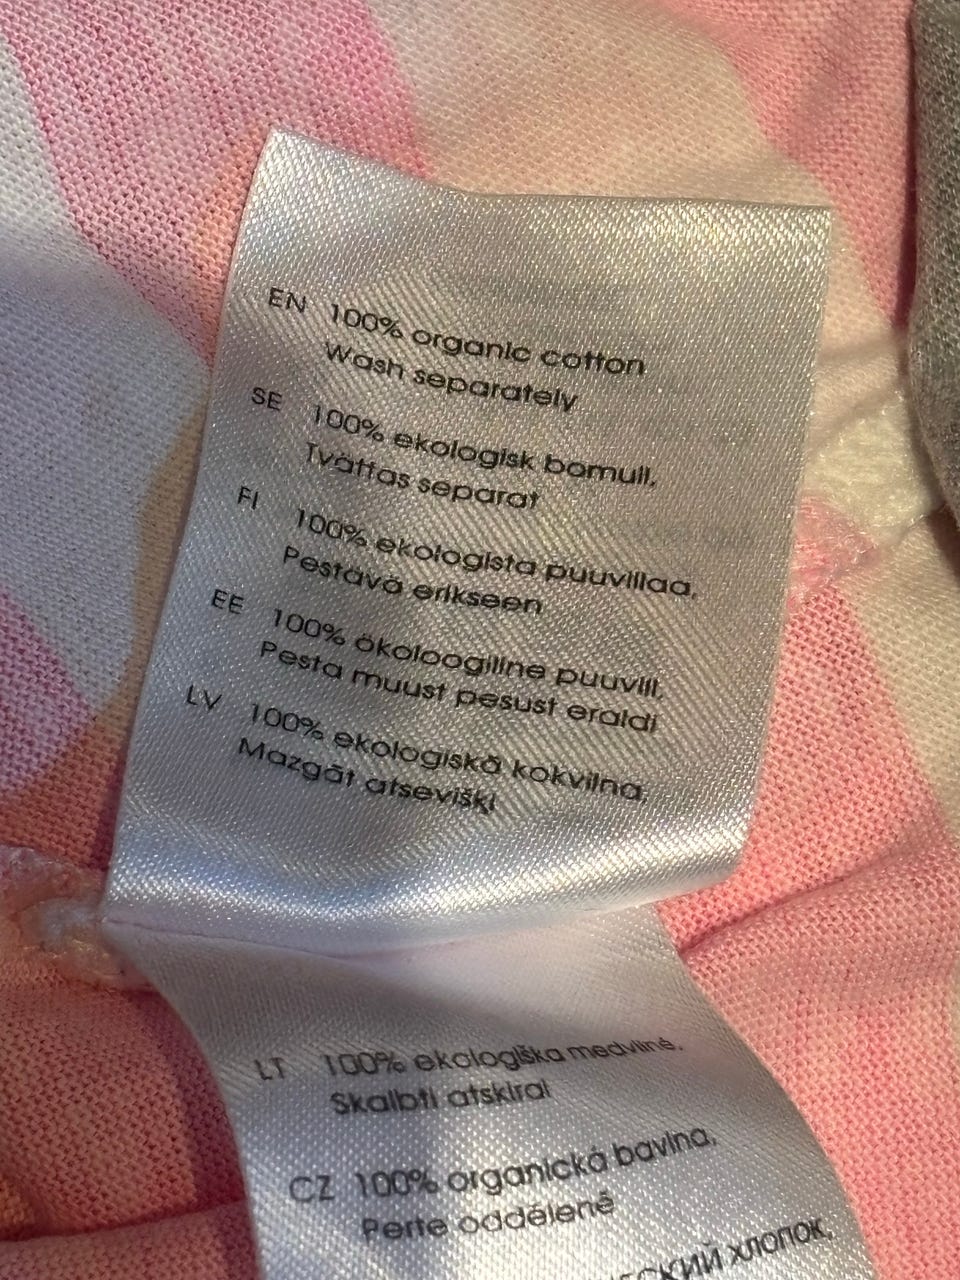 EN 100% organic cotton
Wash separately
SE 100% ekologisk bomull,
Tvättas separat
FI 100% ekologista puuvillaa,
Pestävä erikseen
EE 100% ökoloogiline puuvill,
Pesta muust pesust eraldi
LV 100% ekologiskā kokvilna,
Mazgāt atsevišķi
LT 100% ekologiška medvilnė,
Skalbti atskirai
CZ 100% organická bavlna,
Perte odděleně
хлопок,